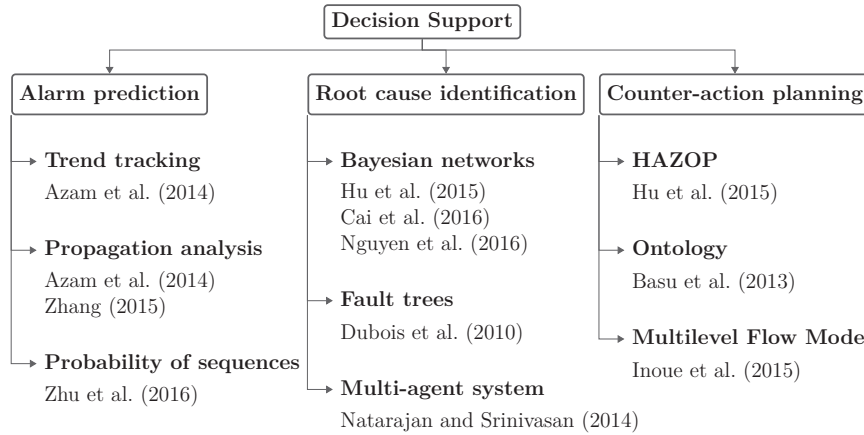 Decision Support
Alarm prediction
Trend tracking
Azam et al. (2014)
Propagation analysis
Azam et al. (2014)
Zhang (2015)
Probability of sequences
Zhu et al. (2016)
Root cause identification
Bayesian networks
Hu et al. (2015)
Cai et al. (2016)
Nguyen et al. (2016)
Fault trees
Dubois et al. (2010)
Multi-agent system
Natarajan and Srinivasan (2014)
Counter-action planning
HAZOP
Hu et al. (2015)
Ontology
Basu et al. (2013)
Multilevel Flow Mode
Inoue et al. (2015)